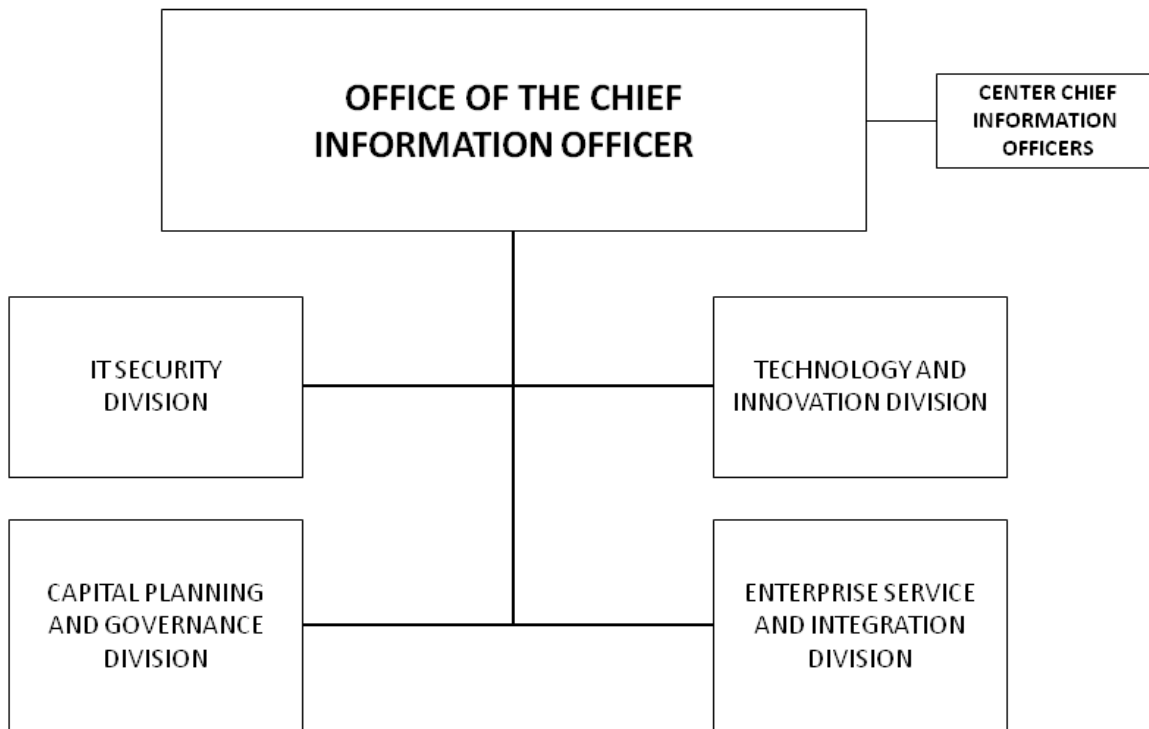 OFFICE OF THE CHIEF
INFORMATION OFFICER
CENTER CHIEF
INFORMATION
OFFICERS
IT SECURITY
DIVISION
TECHNOLOGY AND
INNOVATION DIVISION
CAPITAL PLANNING
AND GOVERNANCE
DIVISION
ENTERPRISE SERVICE
AND INTEGRATION
DIVISION